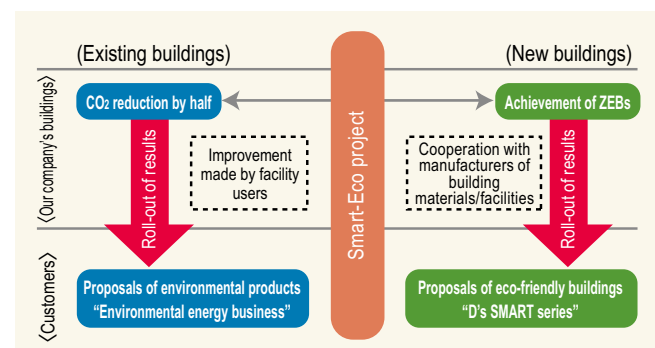 (Existing buildings)
(New buildings)
〈Our company's buildings〉
CO2 reduction by half
Achievement of ZEBs
Smart-Eco project
Roll-out of results
Improvement
made by facility
users
Cooperation with
manufacturers of
building
materials/facilities
Roll-out of results
〈Customers〉
Proposals of environmental products
“Environmental energy business”
Proposals of eco-friendly buildings
“D's SMART series”